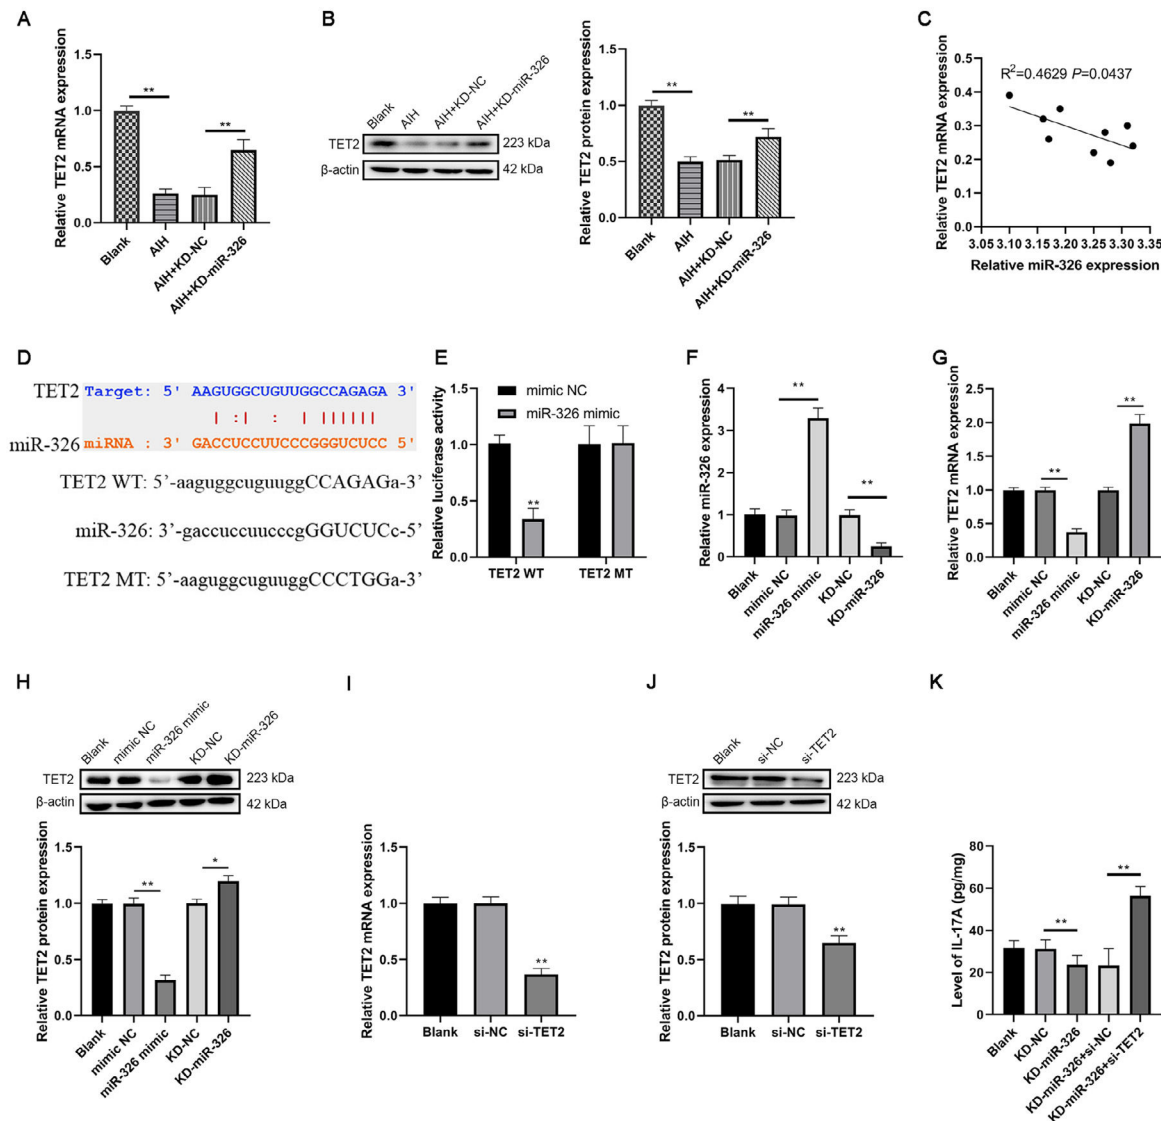 A
Relative TET2 mRNA expression
1.5
1.0
0.5
0.0
**
**
Blank
AIH
AIH+KD-NC
AIH+KD-miR-326
B
Blank
AIH
AIH+KD-NC
AIH+KD-miR-326
TET2
223 kDa
β-actin
42 kDa
Relative TET2 protein expression
1.5
1.0
0.5
0.0
**
**
Blank
AIH
AIH+KD-NC
AIH+KD-miR-326
C
R²=0.4629 P=0.0437
Relative TET2 mRNA expression
0.5
0.4
0.3
0.2
0.1
0.0
3.05 3.10 3.15 3.20 3.25 3.30 3.35
Relative miR-326 expression
D
TET2 Target: 5' AAGUGGCUGUUGGCCAGAGA 3'
| :| : | ||||||
miR-326 miRNA : 3' GACCUCCUUCCCGGGUCUCC 5'
TET2 WT: 5’-aaguggcuguuggCCAGAGa-3’
miR-326: 3’-gaccuccuucccgGGUCUCc-5’
TET2 MT: 5’-aaguggcuguuggCCCTGGa-3’
E
Relative luciferase activity
1.5
1.0
0.5
0.0
mimic NC
miR-326 mimic
**
TET2 WT
TET2 MT
F
Relative miR-326 expression
4
3
2
1
0
**
**
Blank
mimic NC
miR-326 mimic
KD-NC
KD-miR-326
G
Relative TET2 mRNA expression
2.5
2.0
1.5
1.0
0.5
0.0
**
**
Blank
mimic NC
miR-326 mimic
KD-NC
KD-miR-326
H
Blank
mimic NC
miR-326 mimic
KD-NC
KD-miR-326
TET2
223 kDa
β-actin
42 kDa
Relative TET2 protein expression
1.5
1.0
0.5
0.0
**
*
Blank
mimic NC
miR-326 mimic
KD-NC
KD-miR-326
I
Relative TET2 mRNA expression
1.5
1.0
0.5
0.0
**
Blank
si-NC
si-TET2
J
Blank
si-NC
si-TET2
TET2
223 kDa
β-actin
42 kDa
Relative TET2 protein expression
1.5
1.0
0.5
0.0
**
Blank
si-NC
si-TET2
K
Level of IL-17A (pg/mg)
80
60
40
20
0
**
**
Blank
KD-NC
KD-miR-326
KD-miR-326+si-NC
KD-miR-326+si-TET2